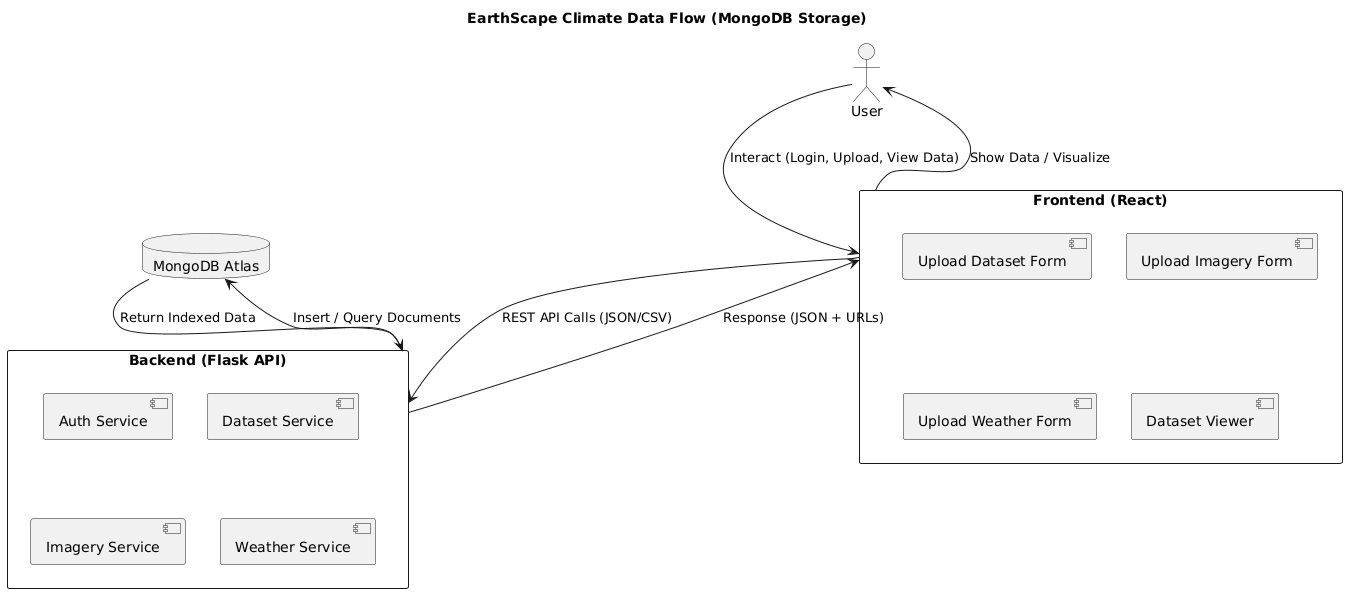 EarthScape Climate Data Flow (MongoDB Storage)
User
Interact (Login, Upload, View Data)
Show Data / Visualize
Frontend (React)
Upload Dataset Form
Upload Imagery Form
MongoDB Atlas
Return Indexed Data
Insert / Query Documents
REST API Calls (JSON/CSV)
Response (JSON + URLs)
Backend (Flask API)
Auth Service
Dataset Service
Upload Weather Form
Dataset Viewer
Imagery Service
Weather Service